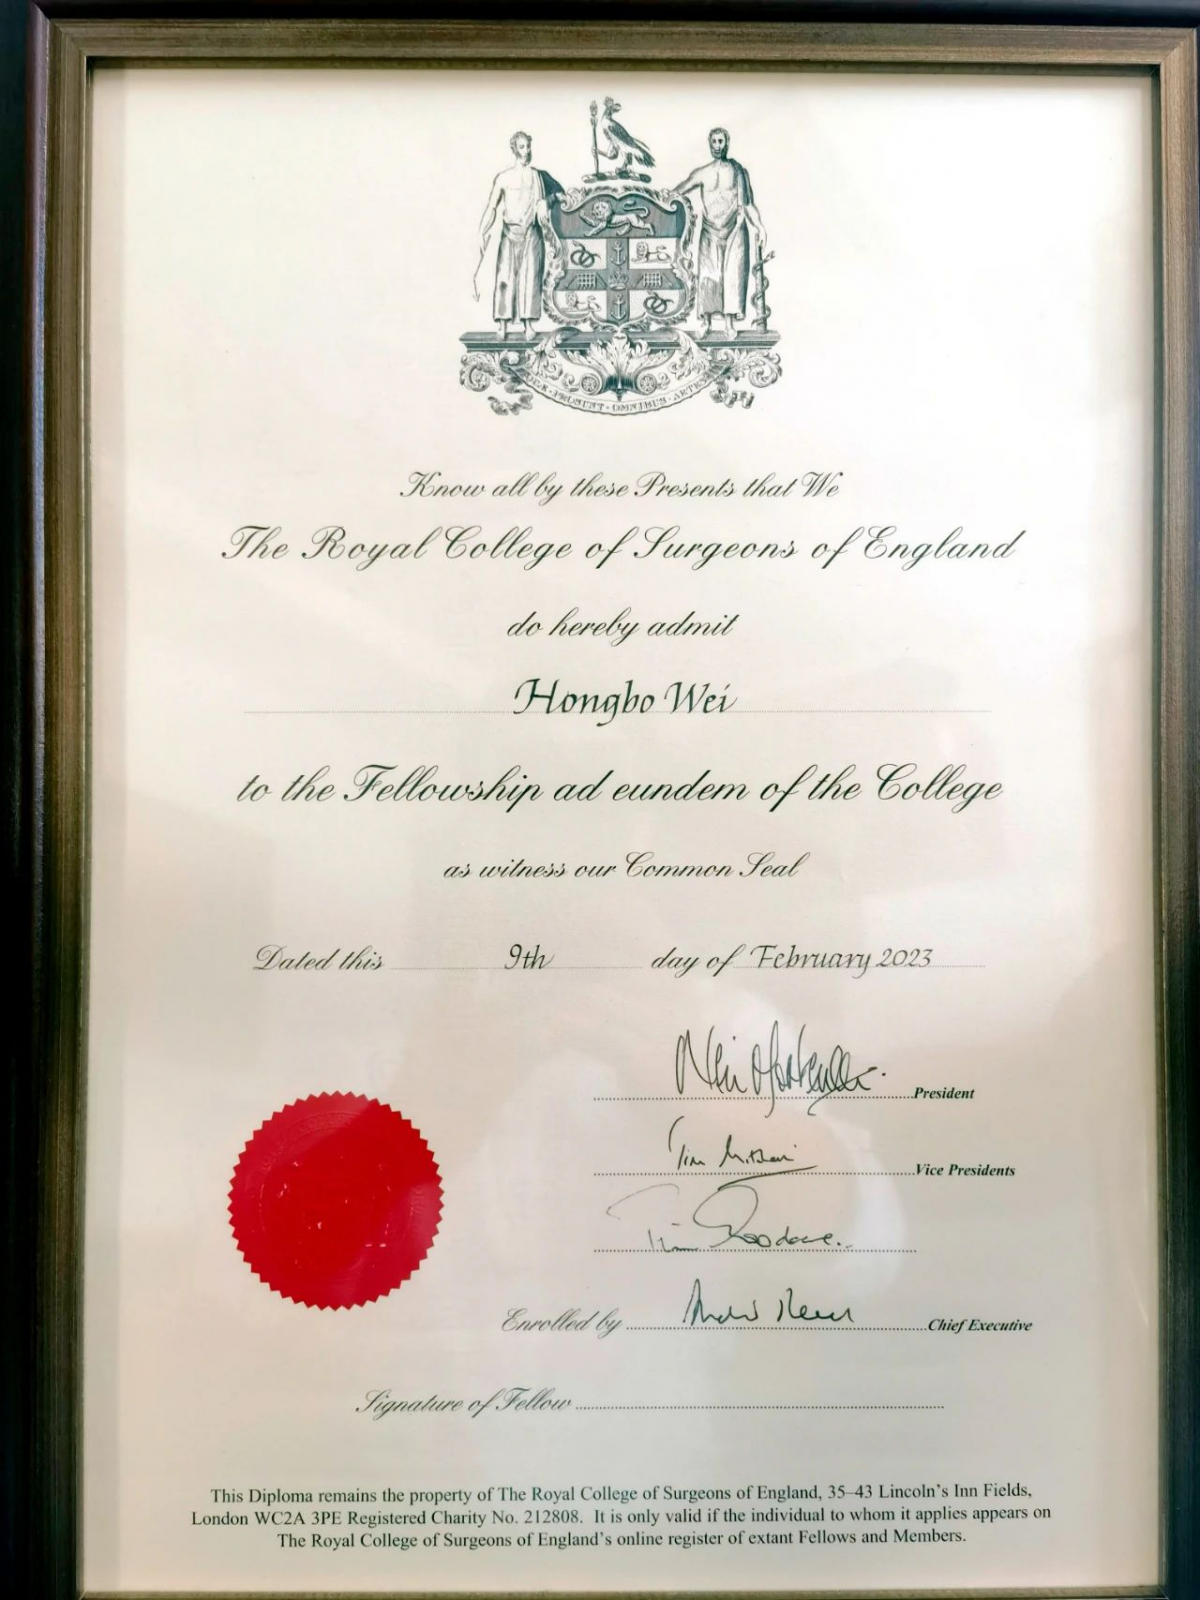 QUAE·PROSUNT·OMNIBUS·ARTES
Know all by these Presents that We
The Royal College of Surgeons of England
do hereby admit
Hongbo Wei
to the Fellowship ad eundem of the College
as witness our Common Seal
Dated this 9th day of February 2023
President
Vice Presidents
Enrolled by Chief Executive
Signature of Fellow
This Diploma remains the property of The Royal College of Surgeons of England, 35–43 Lincoln's Inn Fields,
London WC2A 3PE Registered Charity No. 212808. It is only valid if the individual to whom it applies appears on
The Royal College of Surgeons of England's online register of extant Fellows and Members.